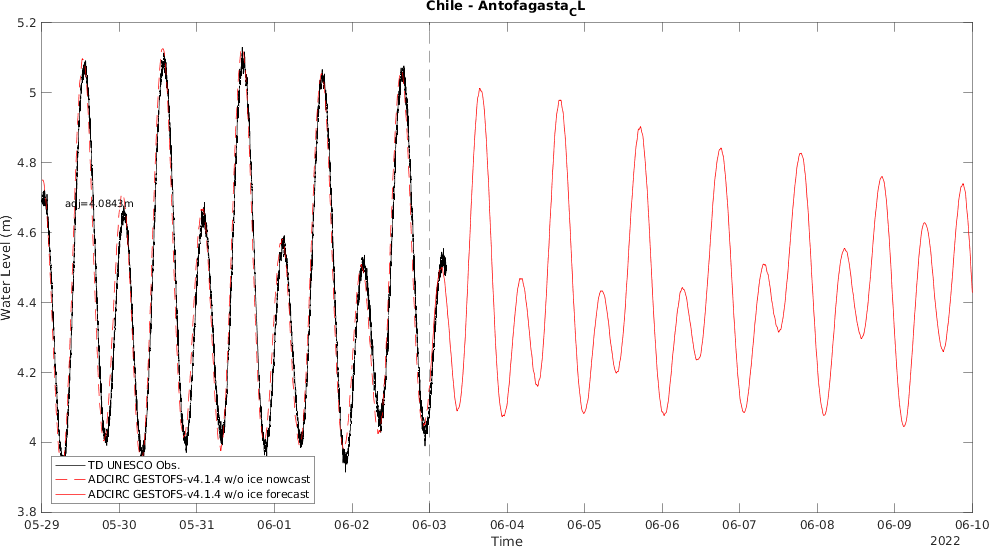 Chile - Antofagasta_CL
5.2
5
4.8
4.6
4.4
4.2
4
3.8
Water Level (m)
adj=4.0843m
TD UNESCO Obs.
ADCIRC GESTOFS-v4.1.4 w/o ice nowcast
ADCIRC GESTOFS-v4.1.4 w/o ice forecast
05-29 05-30 05-31 06-01 06-02 06-03 06-04 06-05 06-06 06-07 06-08 06-09 06-10
Time
2022